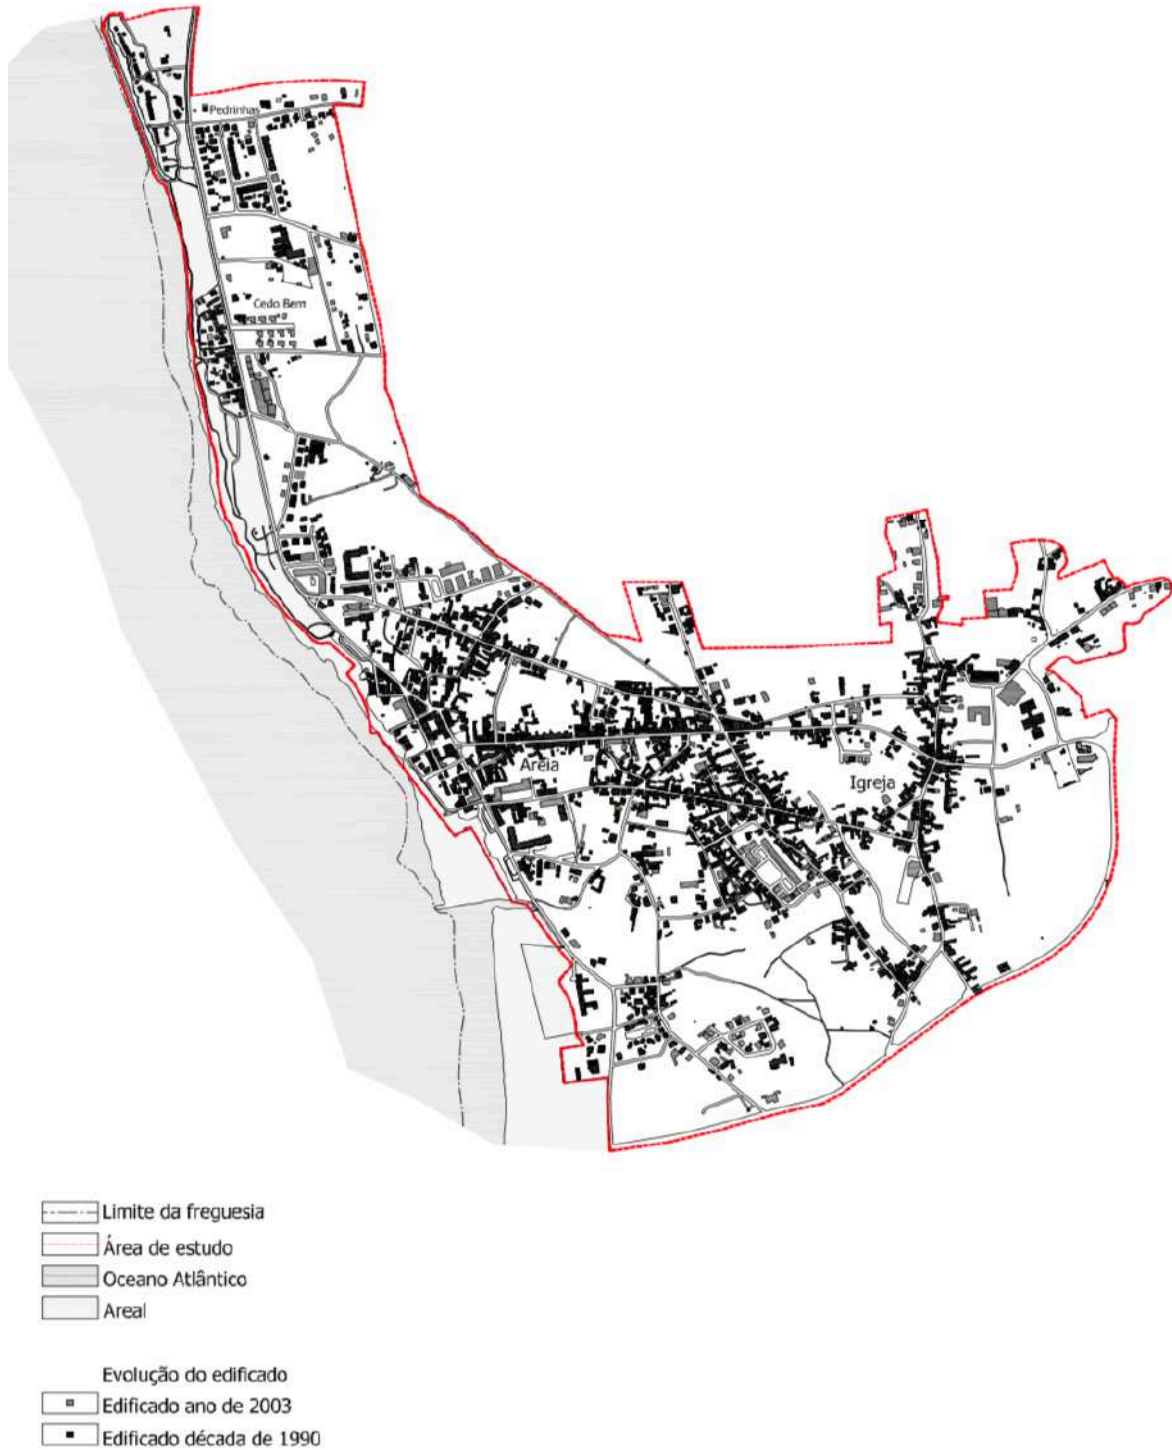 Pedrinhas
Cedo Bem
Areia
Igreja
Limite da freguesia
Área de estudo
Oceano Atlântico
Areal
Evolução do edificado
Edificado ano de 2003
Edificado década de 1990